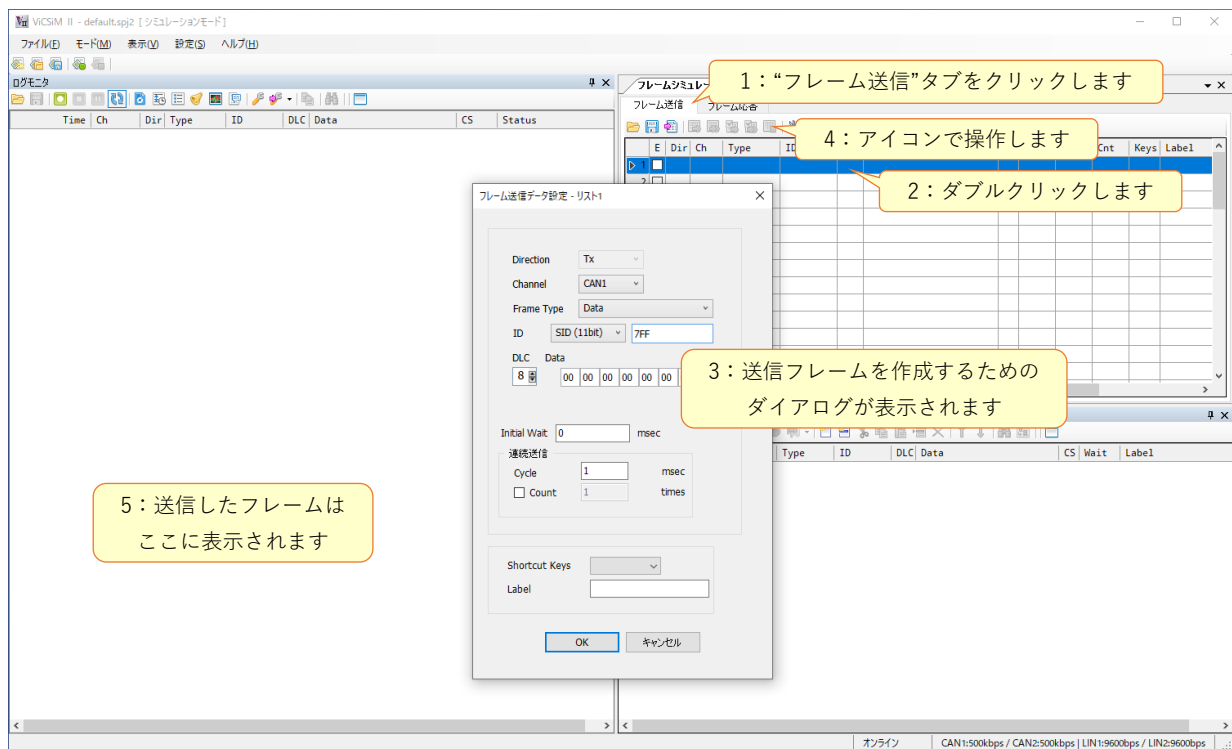 ViCSiM II - default.spj2 [ シミュレーションモード ]
ファイル(F) モード(M) 表示(V) 設定(S) ヘルプ(H)
ログモニタ
Time Ch Dir Type ID DLC Data CS Status
1：“フレーム送信”タブをクリックします
フレーム送信 フレーム応答
4：アイコンで操作します
E Dir Ch Type Cnt Keys Label
1
2
2：ダブルクリックします
フレーム送信データ設定 - リスト1
Direction Tx
Channel CAN1
Frame Type Data
ID SID (11bit) 7FF
DLC Data
8 00 00 00 00 00 00
3：送信フレームを作成するための
ダイアログが表示されます
Initial Wait 0 msec
連続送信
Cycle 1 msec
Count 1 times
Type ID DLC Data CS Wait Label
5：送信したフレームは
ここに表示されます
Shortcut Keys
Label
OK キャンセル
オンライン CAN1:500kbps / CAN2:500kbps | LIN1:9600bps / LIN2:9600bps